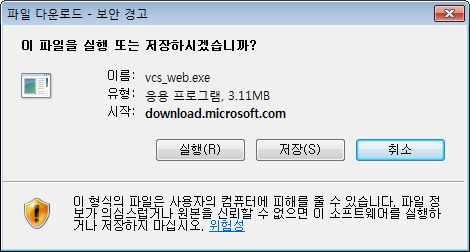 파일 다운로드 - 보안 경고
이 파일을 실행 또는 저장하시겠습니까?
이름: vcs_web.exe
유형: 응용 프로그램, 3.11MB
시작: download.microsoft.com
실행(R) 저장(S) 취소
이 형식의 파일은 사용자의 컴퓨터에 피해를 줄 수 있습니다. 파일 정
보가 의심스럽거나 원본을 신뢰할 수 없으면 이 소프트웨어를 실행하
거나 저장하지 마십시오. 위험성